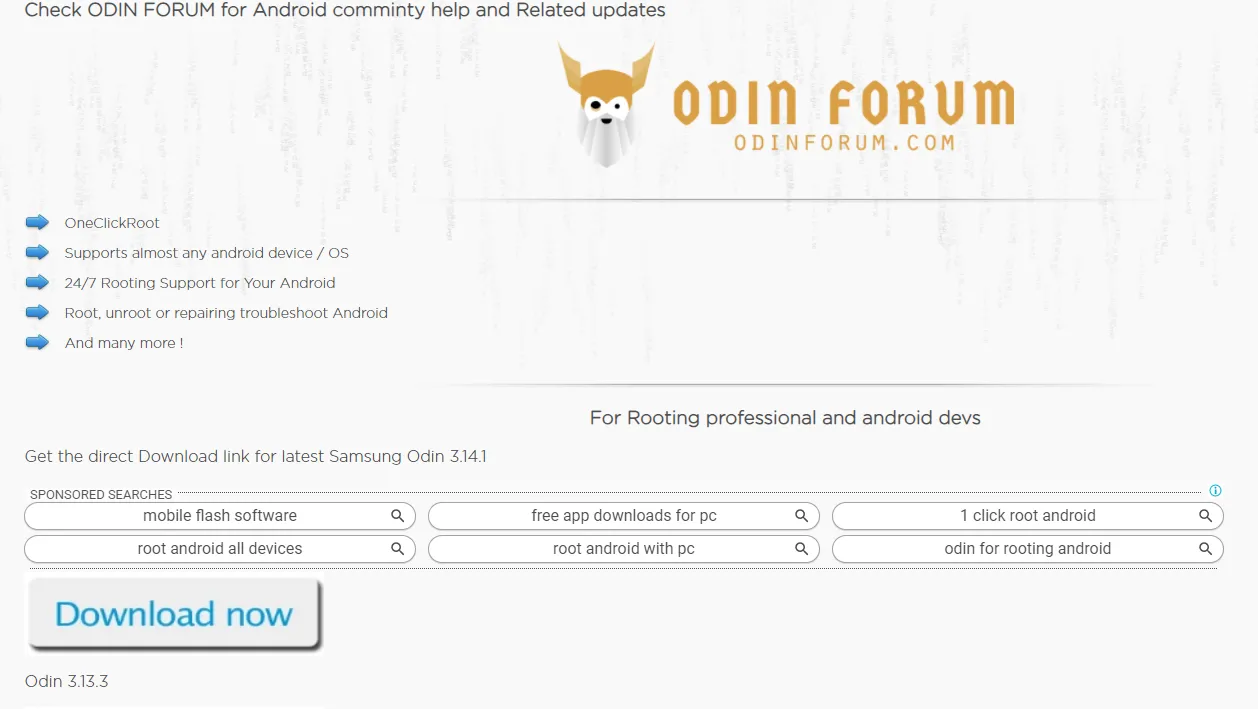 Check ODIN FORUM for Android comminty help and Related updates
ODIN FORUM
ODINFORUM.COM
OneClickRoot
Supports almost any android device / OS
24/7 Rooting Support for Your Android
Root, unroot or repairing troubleshoot Android
And many more !
For Rooting professional and android devs
Get the direct Download link for latest Samsung Odin 3.14.1
SPONSORED SEARCHES
mobile flash software
free app downloads for pc
1 click root android
root android all devices
root android with pc
odin for rooting android
Download now
Odin 3.13.3